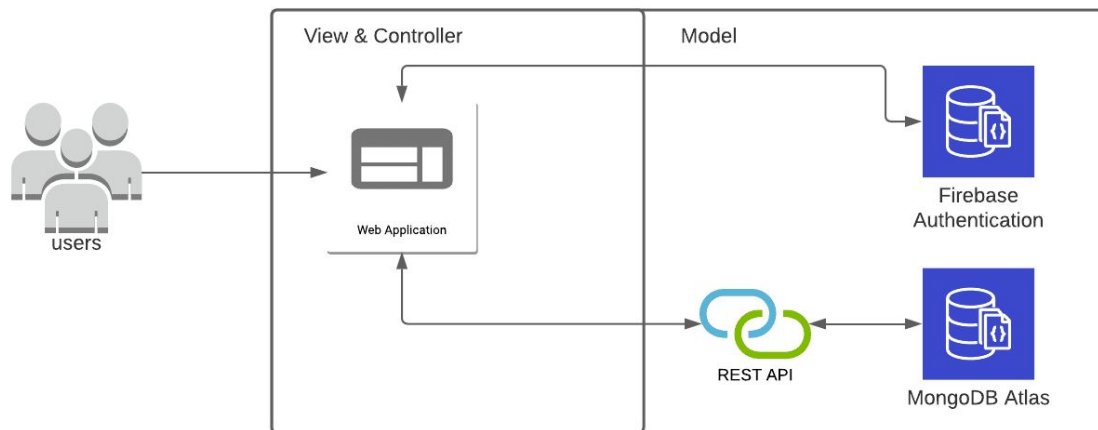 View & Controller
Model
users
Web Application
Firebase
Authentication
REST API
MongoDB Atlas